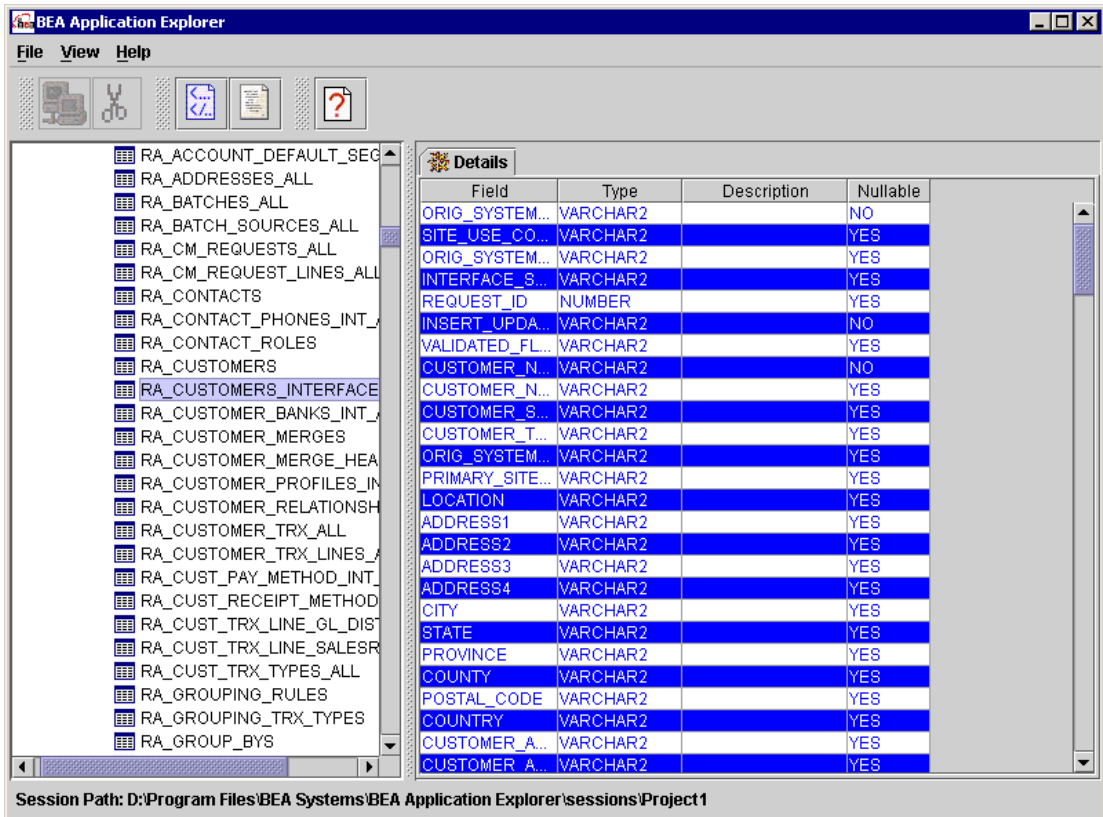 BEA Application Explorer
File View Help
RA_ACCOUNT_DEFAULT_SEG
RA_ADDRESSES_ALL
RA_BATCHES_ALL
RA_BATCH_SOURCES_ALL
RA_CM_REQUESTS_ALL
RA_CM_REQUEST_LINES_ALL
RA_CONTACTS
RA_CONTACT_PHONES_INT_A
RA_CONTACT_ROLES
RA_CUSTOMERS
RA_CUSTOMERS_INTERFACE
RA_CUSTOMER_BANKS_INT_A
RA_CUSTOMER_MERGES
RA_CUSTOMER_MERGE_HEA
RA_CUSTOMER_PROFILES_IN
RA_CUSTOMER_RELATIONSH
RA_CUSTOMER_TRX_ALL
RA_CUSTOMER_TRX_LINES_A
RA_CUST_PAY_METHOD_INT_
RA_CUST_RECEIPT_METHOD
RA_CUST_TRX_LINE_GL_DIST
RA_CUST_TRX_LINE_SALESR
RA_CUST_TRX_TYPES_ALL
RA_GROUPING_RULES
RA_GROUPING_TRX_TYPES
RA_GROUP_BYS
Details
Field Type Description Nullable
ORIG_SYSTEM... VARCHAR2 NO
SITE_USE_CO... VARCHAR2 YES
ORIG_SYSTEM... VARCHAR2 YES
INTERFACE_S... VARCHAR2 YES
REQUEST_ID NUMBER YES
INSERT_UPDA... VARCHAR2 NO
VALIDATED_FL... VARCHAR2 YES
CUSTOMER_N... VARCHAR2 NO
CUSTOMER_N... VARCHAR2 YES
CUSTOMER_S... VARCHAR2 YES
CUSTOMER_T... VARCHAR2 YES
ORIG_SYSTEM... VARCHAR2 YES
PRIMARY_SITE... VARCHAR2 YES
LOCATION VARCHAR2 YES
ADDRESS1 VARCHAR2 YES
ADDRESS2 VARCHAR2 YES
ADDRESS3 VARCHAR2 YES
ADDRESS4 VARCHAR2 YES
CITY VARCHAR2 YES
STATE VARCHAR2 YES
PROVINCE VARCHAR2 YES
COUNTY VARCHAR2 YES
POSTAL_CODE VARCHAR2 YES
COUNTRY VARCHAR2 YES
CUSTOMER_A... VARCHAR2 YES
CUSTOMER_A... VARCHAR2 YES
Session Path: D:\Program Files\BEA Systems\BEA Application Explorer\sessions\Project1